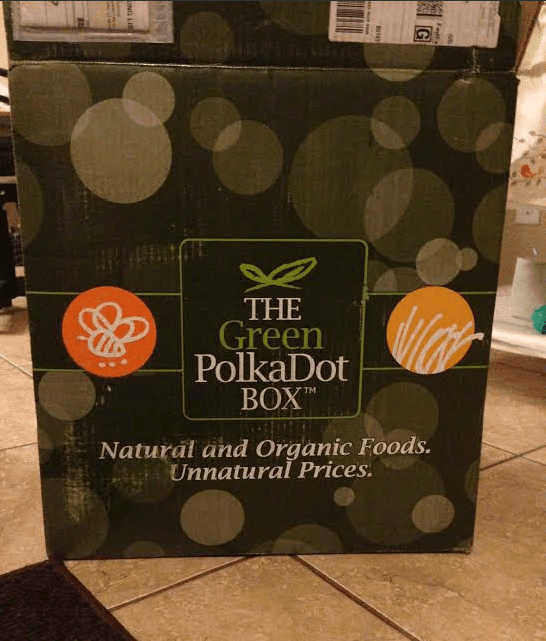 THE
Green
PolkaDot
BOX™
Natural and Organic Foods.
Unnatural Prices.
G